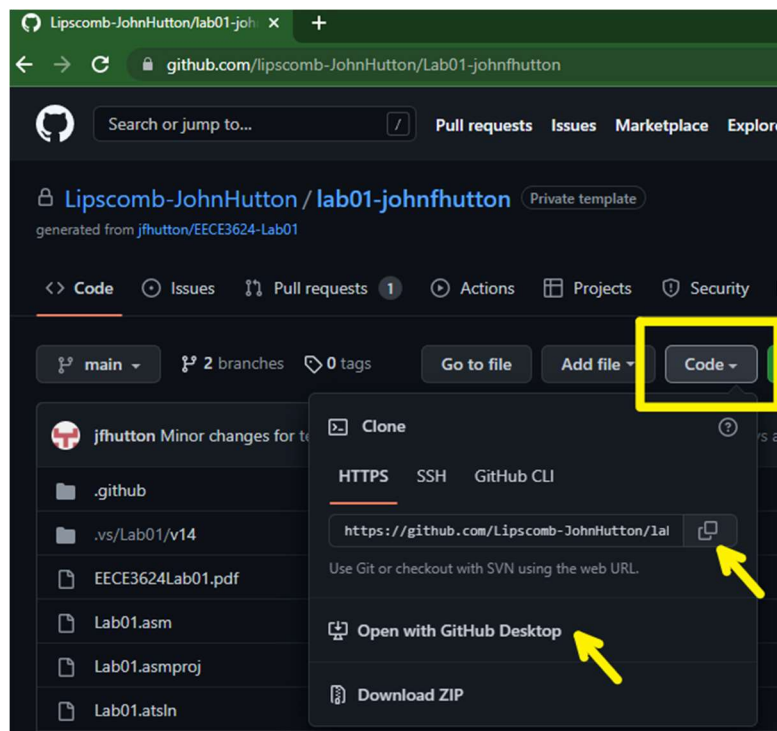 Lipscomb-JohnHutton/lab01-joh
github.com/lipscomb-JohnHutton/Lab01-johnfhutton
Search or jump to... / Pull requests Issues Marketplace Explore
Lipscomb-JohnHutton / lab01-johnfhutton Private template
generated from jfhutton/EECE3624-Lab01
Code Issues Pull requests 1 Actions Projects Security
main 2 branches 0 tags Go to file Add file Code
jfhutton Minor changes for te
Clone
HTTPS SSH GitHub CLI
https://github.com/Lipscomb-JohnHutton/lal
Use Git or checkout with SVN using the web URL.
Open with GitHub Desktop
Download ZIP
.github
.vs/Lab01/v14
EECE3624Lab01.pdf
Lab01.asm
Lab01.asmproj
Lab01.atsln